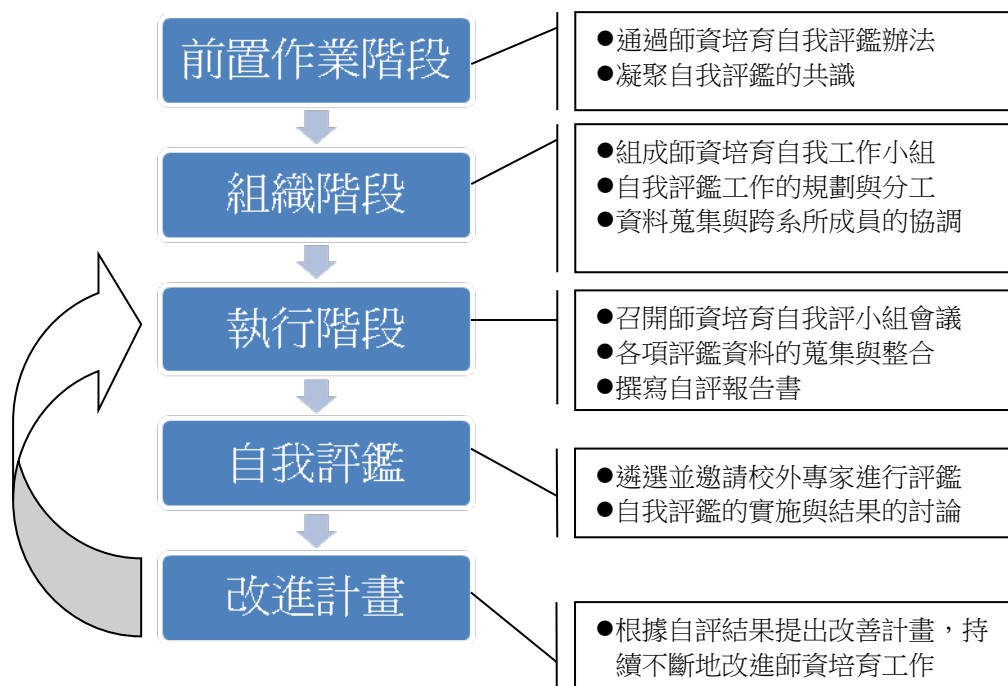 前置作業階段
●通過師資培育自我評鑑辦法
●凝聚自我評鑑的共識
組織階段
●組成師資培育自我工作小組
●自我評鑑工作的規劃與分工
●資料蒐集與跨系所成員的協調
執行階段
●召開師資培育自我評小組會議
●各項評鑑資料的蒐集與整合
●撰寫自評報告書
自我評鑑
●遴選並邀請校外專家進行評鑑
●自我評鑑的實施與結果的討論
改進計畫
●根據自評結果提出改善計畫，持
續不斷地改進師資培育工作